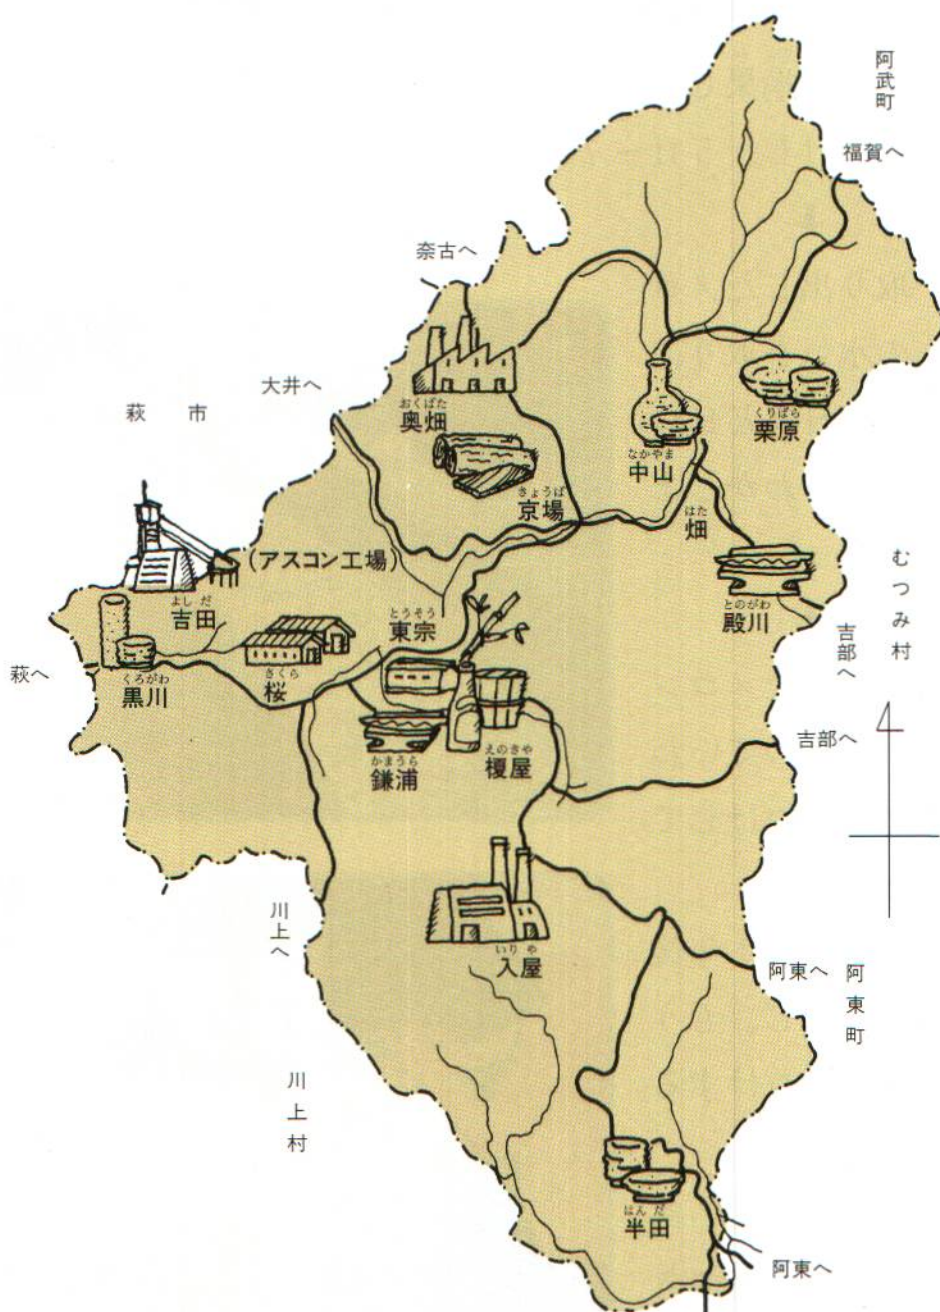 阿武町
福賀へ
奈古へ
大井へ
萩市
おくばた
奥畑
きょうば
京場
なかやま
中山
くりばら
栗原
はた
畑
とのがわ
殿川
むつみ村
吉部へ
(アスコン工場)
よしだ
吉田
とうそう
東宗
さくら
桜
萩へ
くろがわ
黒川
かまうら
鎌浦
えのきや
榎屋
吉部へ
川上へ
いりや
入屋
阿東へ
阿東町
川上村
はんだ
半田
阿東へ